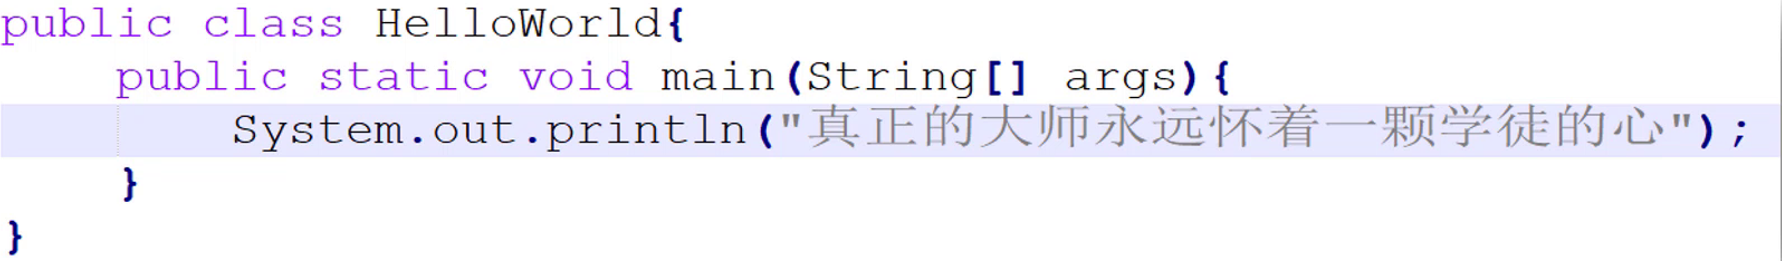 public class HelloWorld{
    public static void main(String[] args){
        System.out.println("真正的大师永远怀着一颗学徒的心");
    }
}